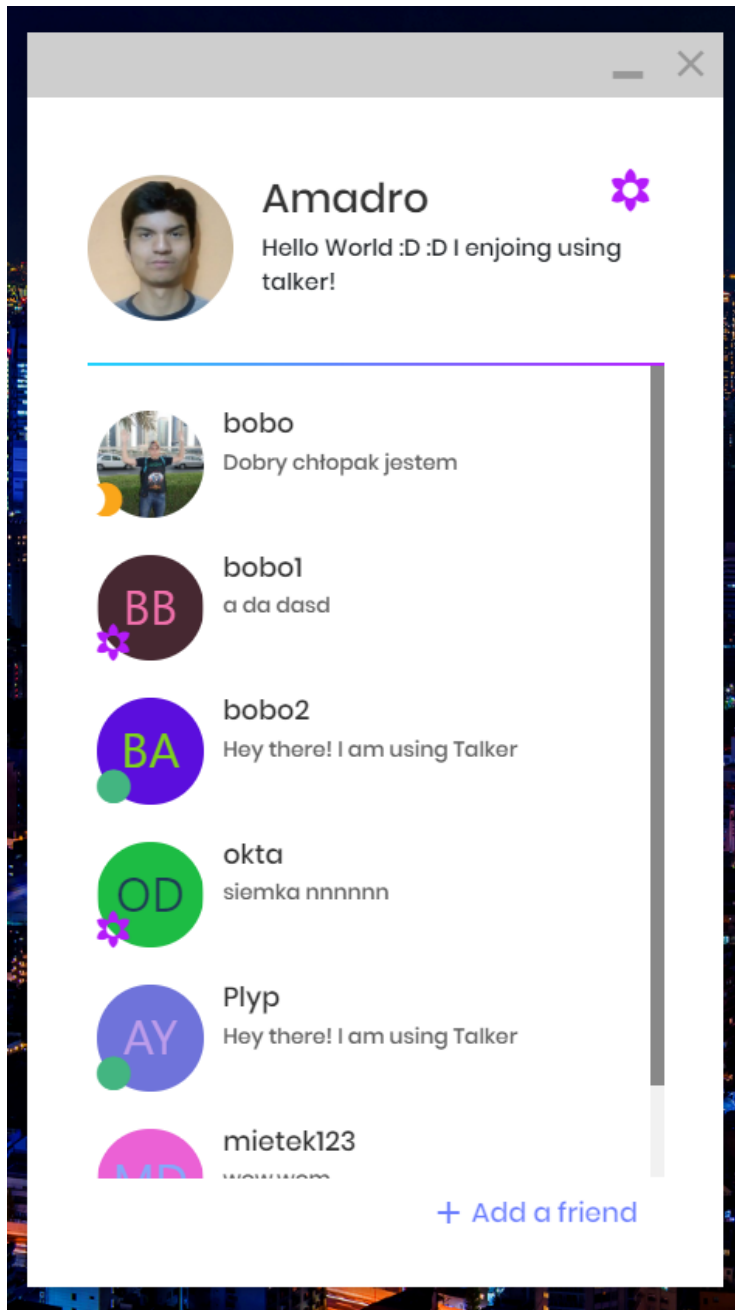 Amadro
Hello World :D :D I enjoing using
talker!
bobo
Dobry chłopak jestem
BB
bobo1
a da dasd
BA
bobo2
Hey there! I am using Talker
OD
okta
siemka nnnnnn
AY
Plyp
Hey there! I am using Talker
MD
mietek123
+ Add a friend